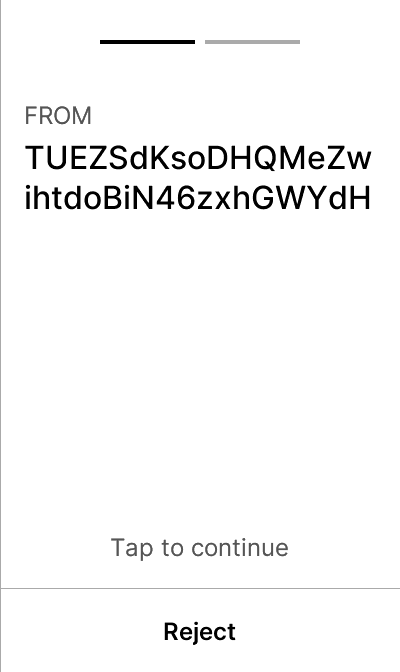 FROM
TUEZSdKsoDHQMeZw
ihtdoBiN46zxhGWYdH
Tap to continue
Reject